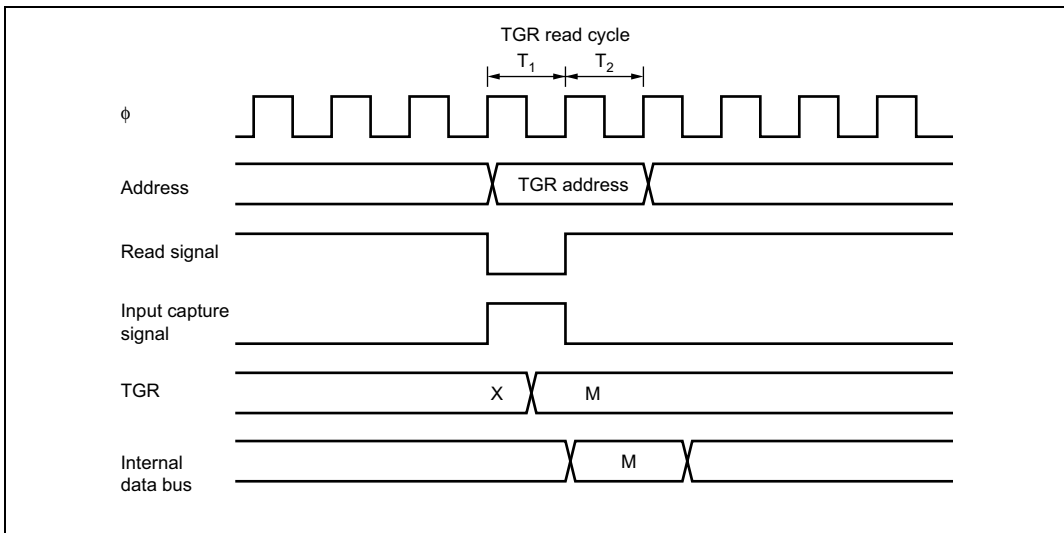 TGR read cycle
T₁ T₂
ϕ
Address
TGR address
Read signal
Input capture
signal
TGR
X
M
Internal
data bus
M